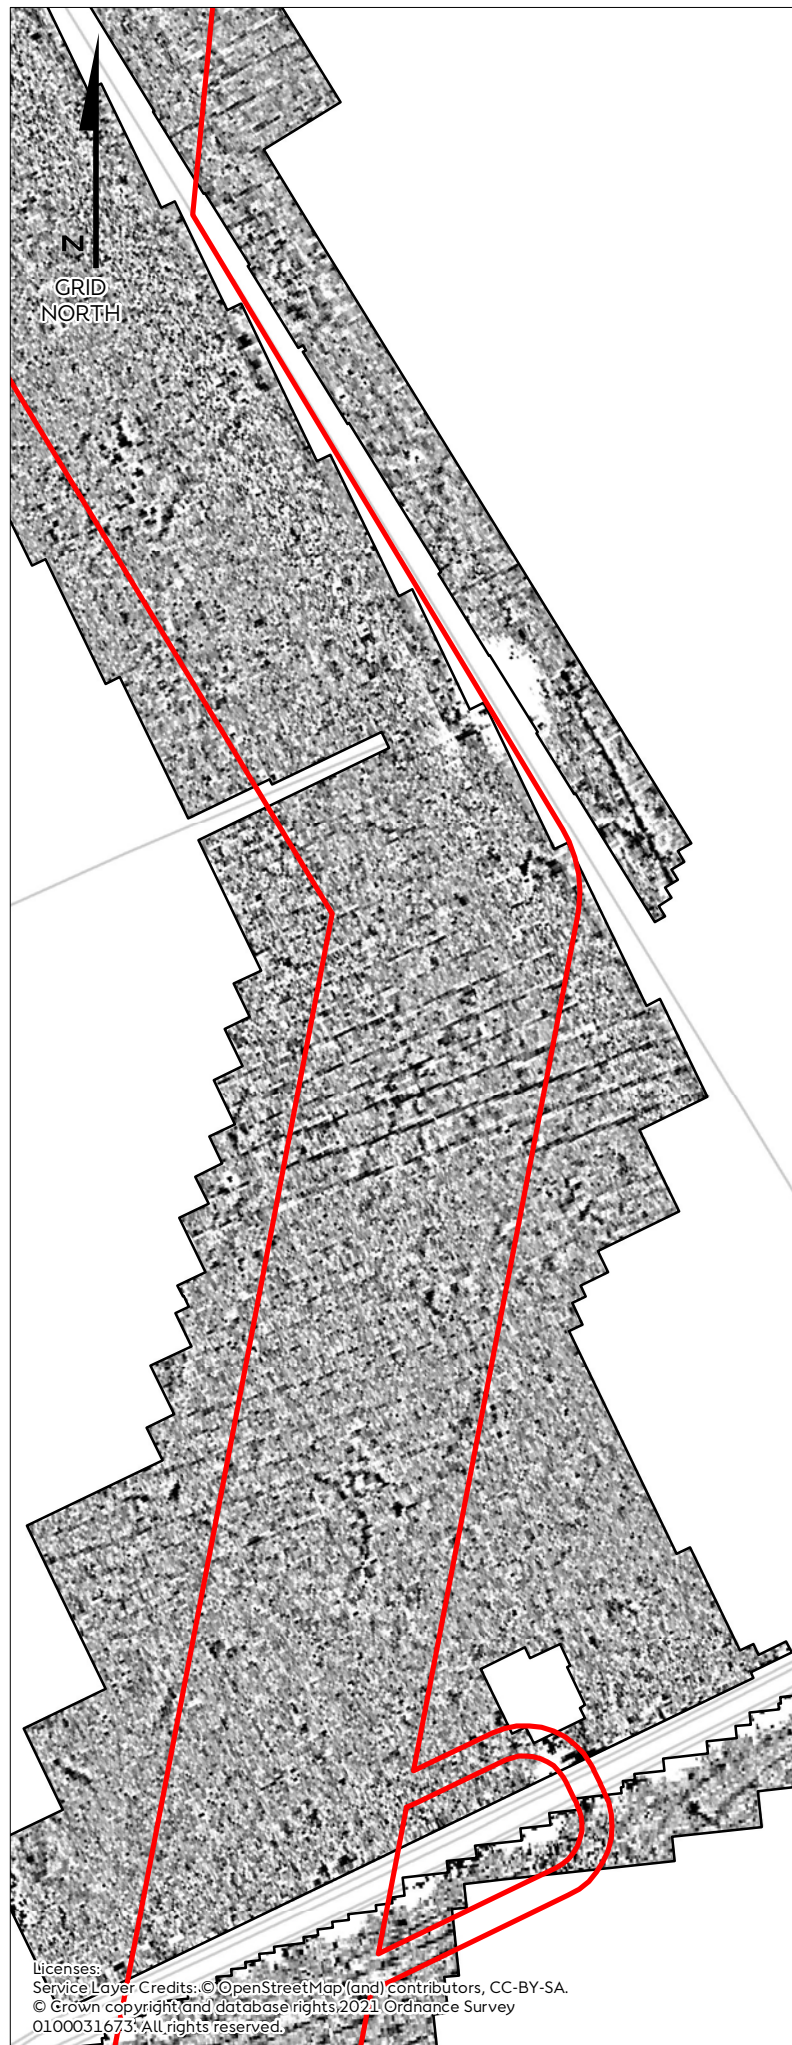 Z
GRID
NORTH
Licenses:
Service Layer Credits: © OpenStreetMap (and) contributors, CC-BY-SA.
© Crown copyright and database rights 2021 Ordnance Survey
0100031673. All rights reserved.